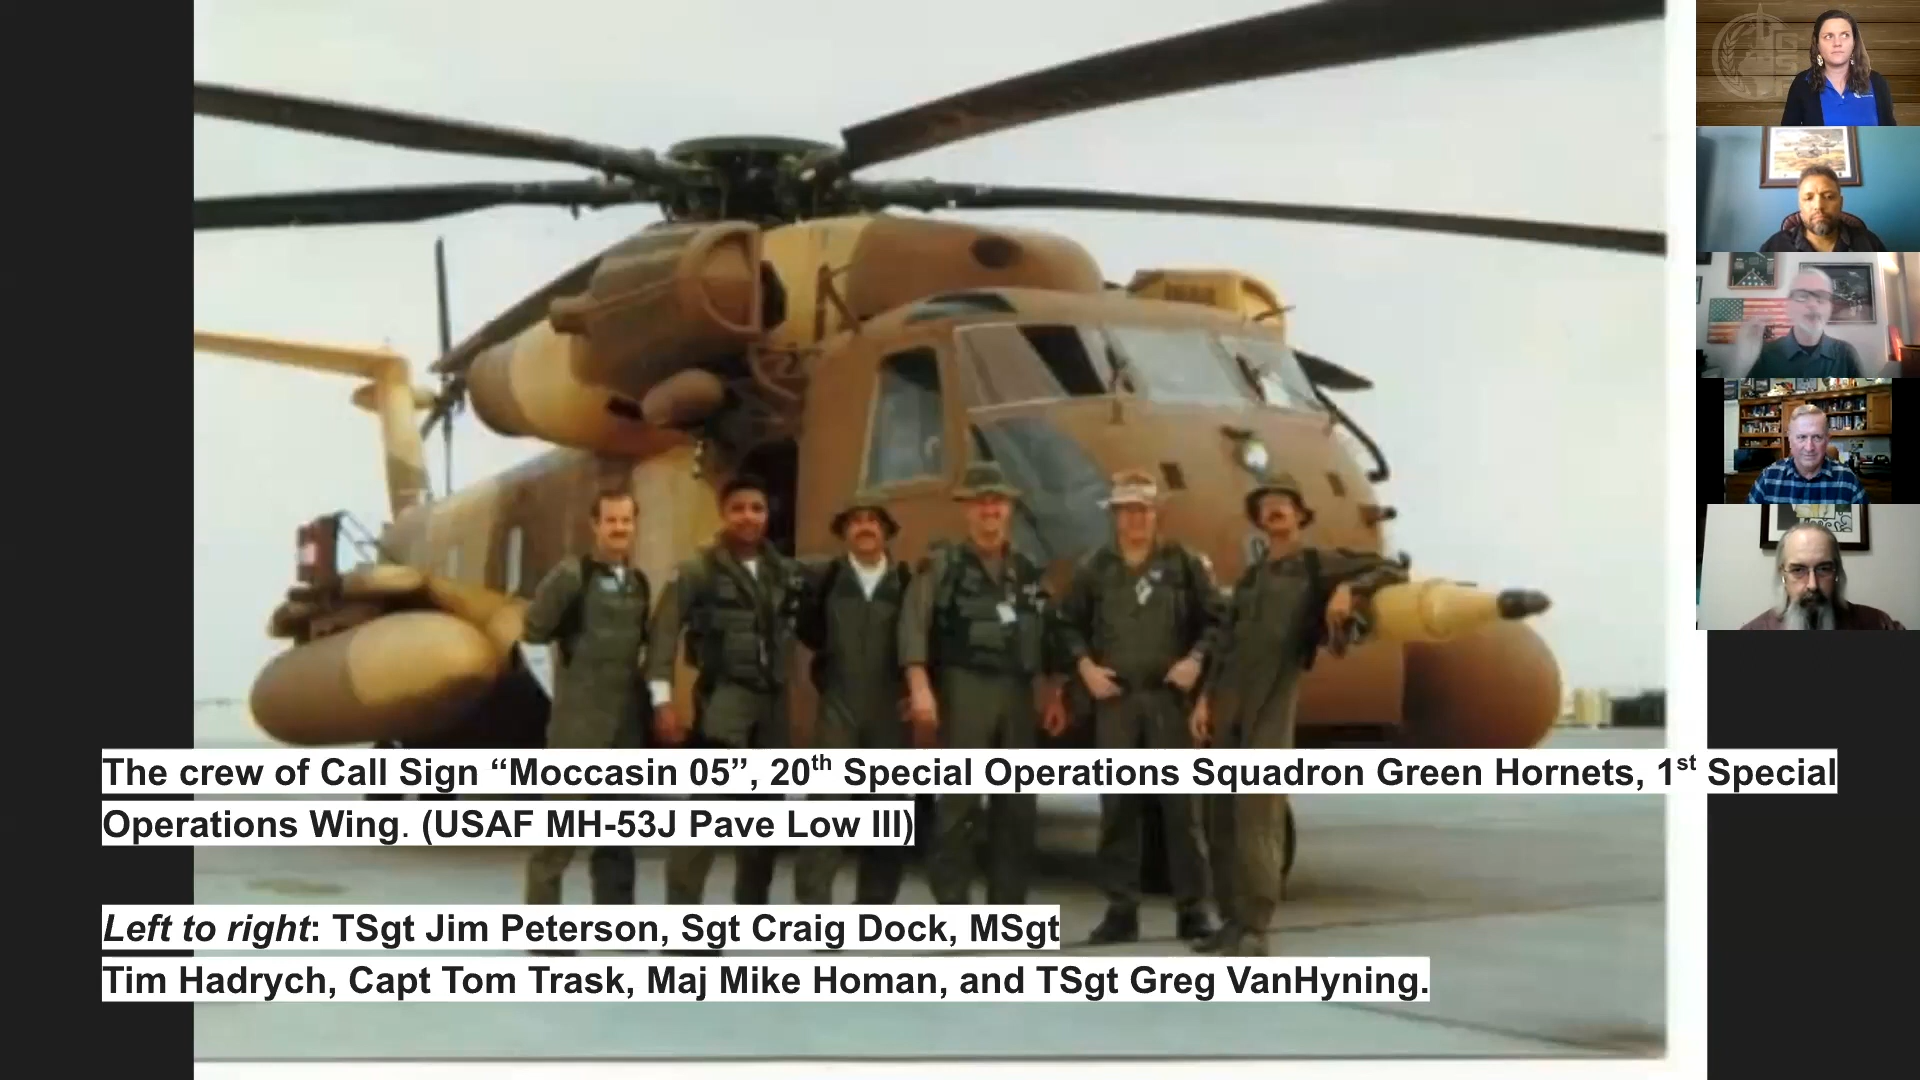 The crew of Call Sign “Moccasin 05”, 20th Special Operations Squadron Green Hornets, 1st Special
Operations Wing. (USAF MH-53J Pave Low III)
Left to right: TSgt Jim Peterson, Sgt Craig Dock, MSgt
Tim Hadrych, Capt Tom Trask, Maj Mike Homan, and TSgt Greg VanHyning.